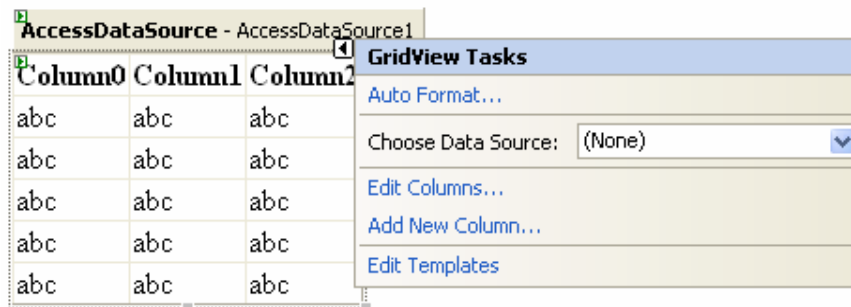 AccessDataSource - AccessDataSource1
Column0 Column1 Column2
abc abc abc
abc abc abc
abc abc abc
abc abc abc
abc abc abc
GridView Tasks
Auto Format...
Choose Data Source: (None)
Edit Columns...
Add New Column...
Edit Templates